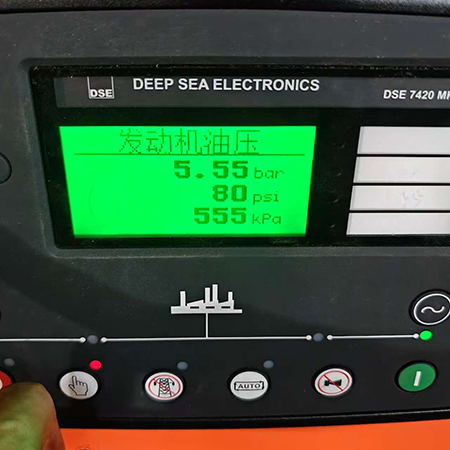 DSE
DEEP SEA ELECTRONICS
DSE 7420 MK
发动机油压
5.55 bar
80 psi
555 kPa
AUTO